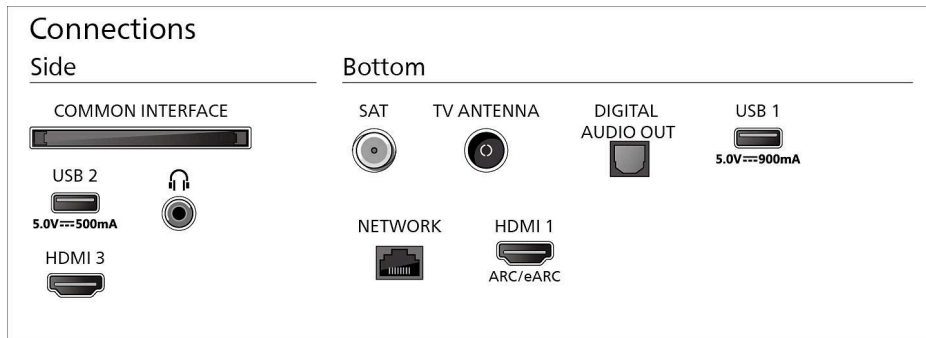 Connections
Side
COMMON INTERFACE
USB 2
5.0V⎓500mA
HDMI 3
Bottom
SAT
TV ANTENNA
DIGITAL
AUDIO OUT
USB 1
5.0V⎓900mA
NETWORK
HDMI 1
ARC/eARC